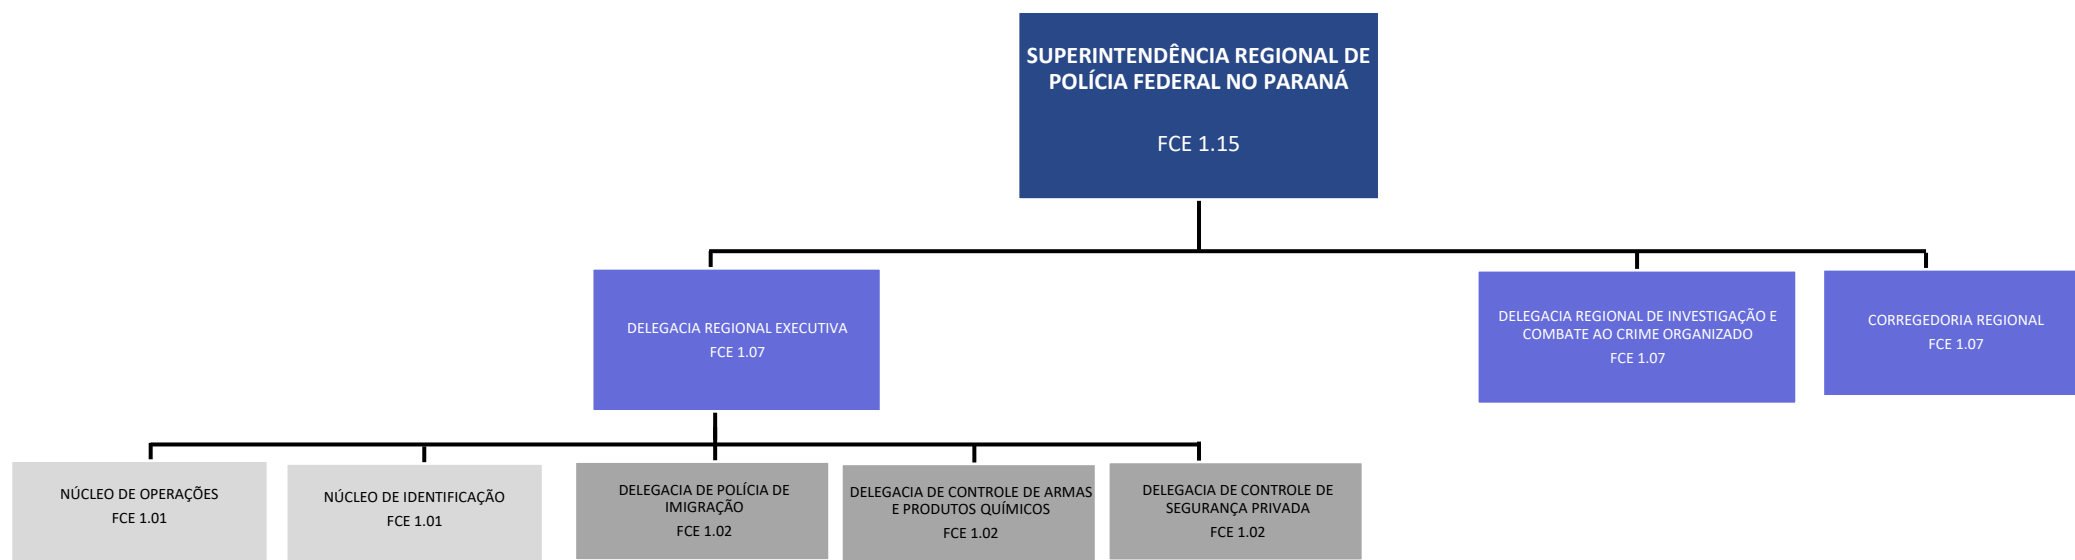 SUPERINTENDÊNCIA REGIONAL DE
POLÍCIA FEDERAL NO PARANÁ
FCE 1.15
DELEGACIA REGIONAL EXECUTIVA
FCE 1.07
DELEGACIA REGIONAL DE INVESTIGAÇÃO E
COMBATE AO CRIME ORGANIZADO
FCE 1.07
CORREGEDORIA REGIONAL
FCE 1.07
NÚCLEO DE OPERAÇÕES
FCE 1.01
NÚCLEO DE IDENTIFICAÇÃO
FCE 1.01
DELEGACIA DE POLÍCIA DE
IMIGRAÇÃO
FCE 1.02
DELEGACIA DE CONTROLE DE ARMAS
E PRODUTOS QUÍMICOS
FCE 1.02
DELEGACIA DE CONTROLE DE
SEGURANÇA PRIVADA
FCE 1.02